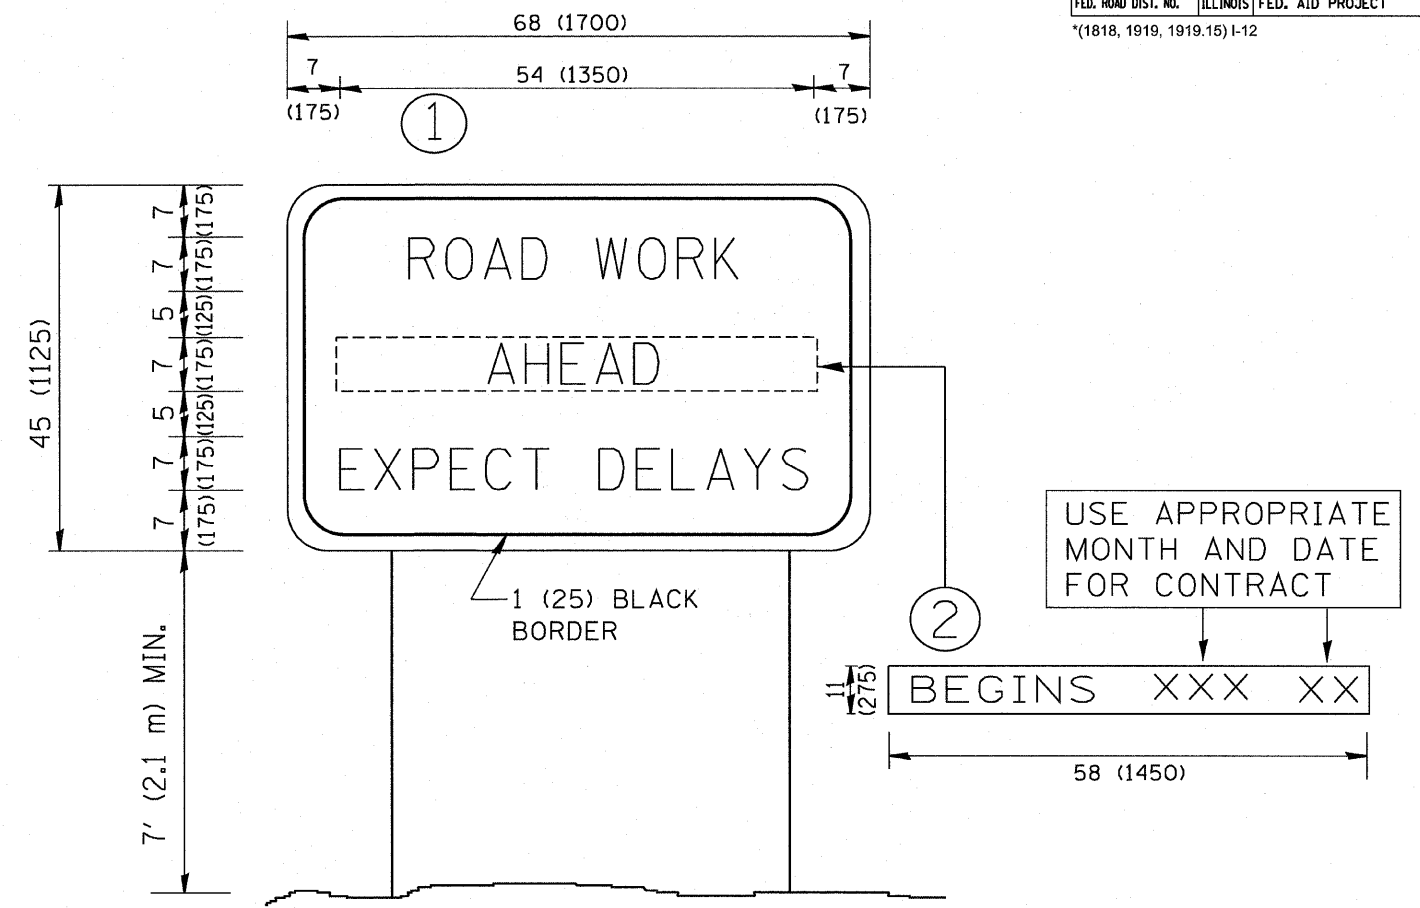 FED. ROAD DIST. NO. ILLINOIS FED. AID PROJECT
*(1818, 1919, 1919.15) I-12
68 (1700)
7 54 (1350) 7
(175) (175)
1
45 (1125)
7 (175)
7 (175)
5 (125)
7 (175)
5 (125)
7 (175)
7 (175)
ROAD WORK
AHEAD
EXPECT DELAYS
1 (25) BLACK
BORDER
7' (2.1 m) MIN.
2
USE APPROPRIATE
MONTH AND DATE
FOR CONTRACT
11
(275)
BEGINS XXX XX
58 (1450)